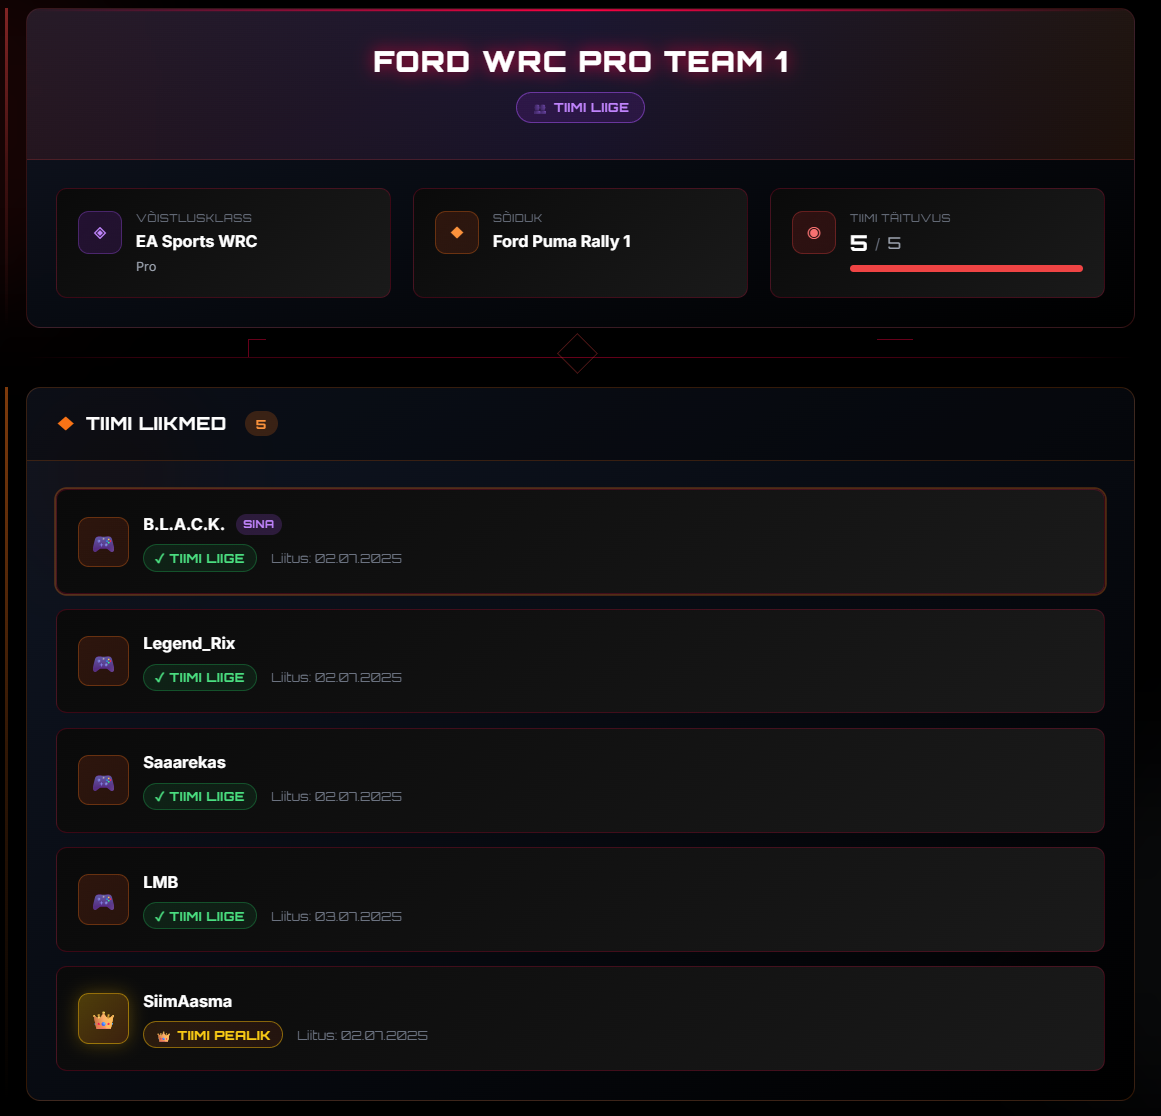 FORD WRC PRO TEAM 1
TIIMI LIIGE
VÕISTLUSKLASS
EA Sports WRC
Pro
SÕIDUK
Ford Puma Rally 1
TIIMI TÄITUVUS
5 / 5
TIIMI LIIKMED 5
B.L.A.C.K. SINA
✓ TIIMI LIIGE Liitus: 02.07.2025
Legend_Rix
✓ TIIMI LIIGE Liitus: 02.07.2025
Saaarekas
✓ TIIMI LIIGE Liitus: 02.07.2025
LMB
✓ TIIMI LIIGE Liitus: 03.07.2025
SiimAasma
TIIMI PEALIK Liitus: 02.07.2025